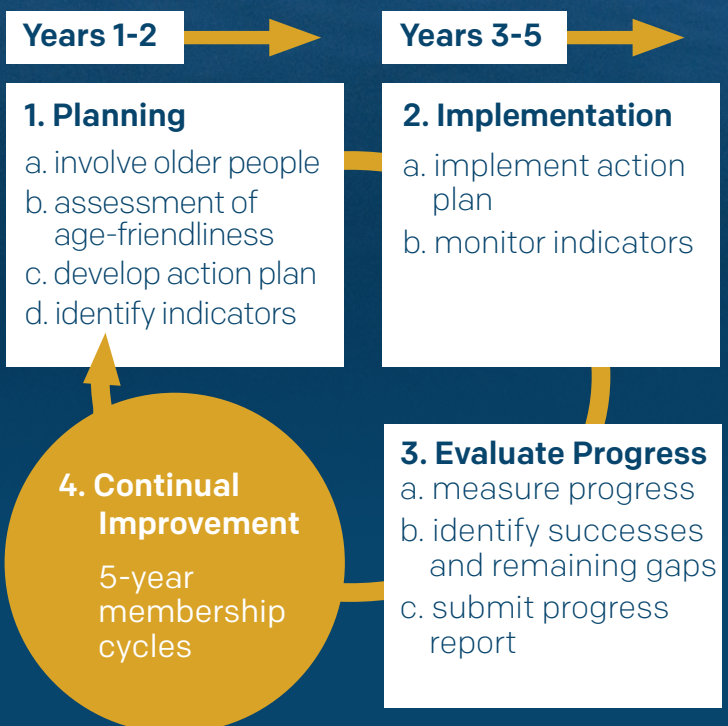 Years 1-2
Years 3-5
1. Planning
a. involve older people
b. assessment of
age-friendliness
c. develop action plan
d. identify indicators
2. Implementation
a. implement action
plan
b. monitor indicators
3. Evaluate Progress
a. measure progress
b. identify successes
and remaining gaps
c. submit progress
report
4. Continual
Improvement
5-year
membership
cycles